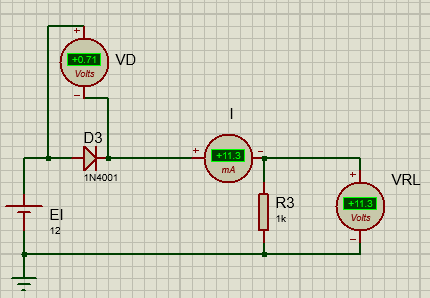 +
+0.71
Volts
VD
−
D3
1N4001
I
+
+11.3
mA
−
EI
12
R3
1k
+
+11.3
Volts
−
VRL